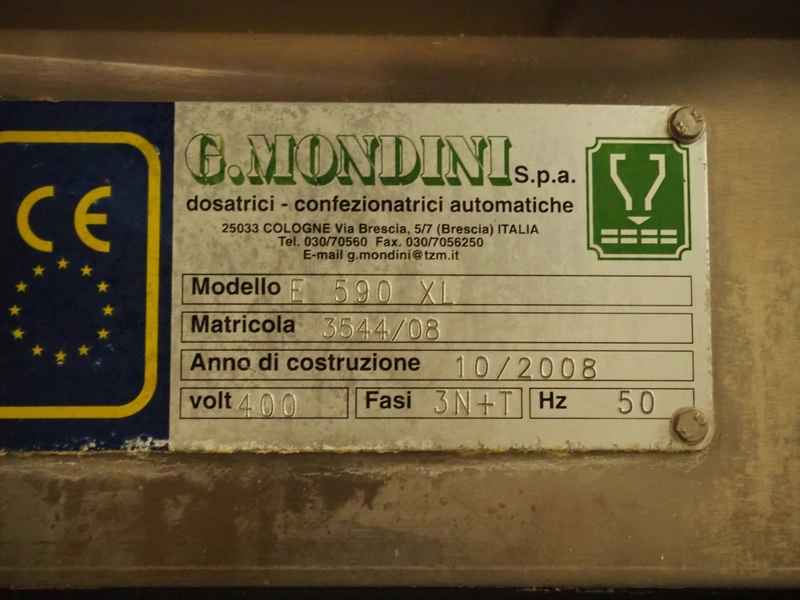 CE
G.MONDINI S.p.a.
dosatrici - confezionatrici automatiche
25033 COLOGNE Via Brescia, 5/7 (Brescia) ITALIA
Tel. 030/70560 Fax. 030/7056250
E-mail g.mondini@tzm.it
Modello E 590 XL
Matricola 3544/08
Anno di costruzione 10/2008
volt 400 Fasi 3N+T Hz 50